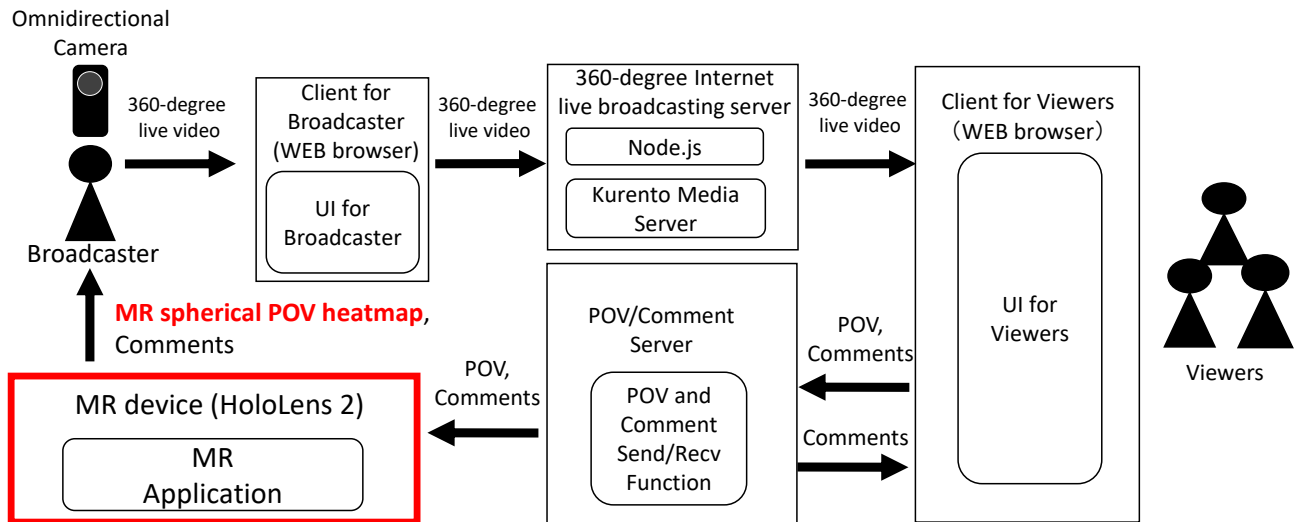 Omnidirectional
Camera
360-degree
live video
Broadcaster
Client for
Broadcaster
(WEB browser)
UI for
Broadcaster
360-degree
live video
360-degree Internet
live broadcasting server
Node.js
Kurento Media
Server
360-degree
live video
Client for Viewers
（WEB browser）
UI for
Viewers
Viewers
MR spherical POV heatmap,
Comments
MR device (HoloLens 2)
MR
Application
POV,
Comments
POV/Comment
Server
POV and
Comment
Send/Recv
Function
POV,
Comments
Comments